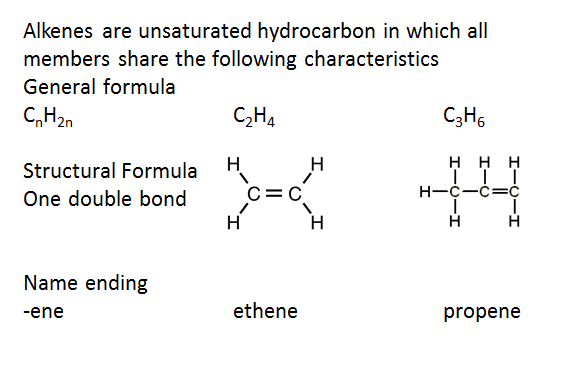 Alkenes are unsaturated hydrocarbon in which all
members share the following characteristics
General formula
CₙH₂ₙ C₂H₄ C₃H₆
Structural Formula
One double bond
H H
C=C
H H
H H H
H-C-C=C
H H
Name ending
-ene ethene propene